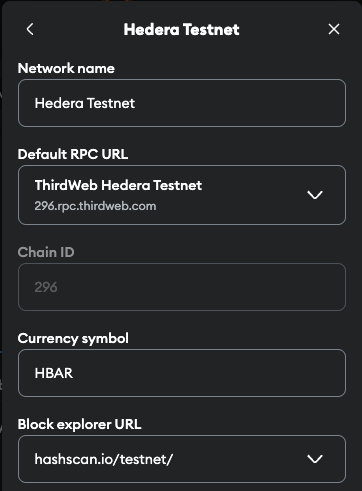 Hedera Testnet
Network name
Hedera Testnet
Default RPC URL
ThirdWeb Hedera Testnet
296.rpc.thirdweb.com
Chain ID
296
Currency symbol
HBAR
Block explorer URL
hashscan.io/testnet/